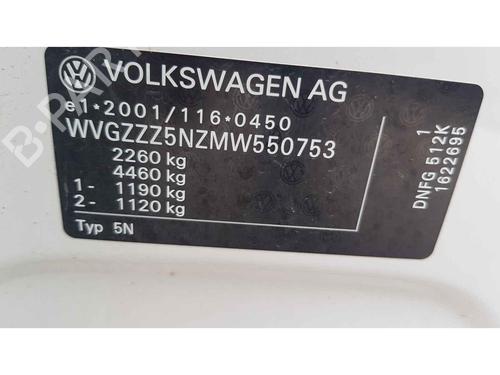 VOLKSWAGEN AG
e1*2001/116*0450
WVGZZZ5NZMW550753
2260 kg
4460 kg
1- 1190 kg
2- 1120 kg
Typ 5N
1
DNFG 512K
1622695
B-PARTS